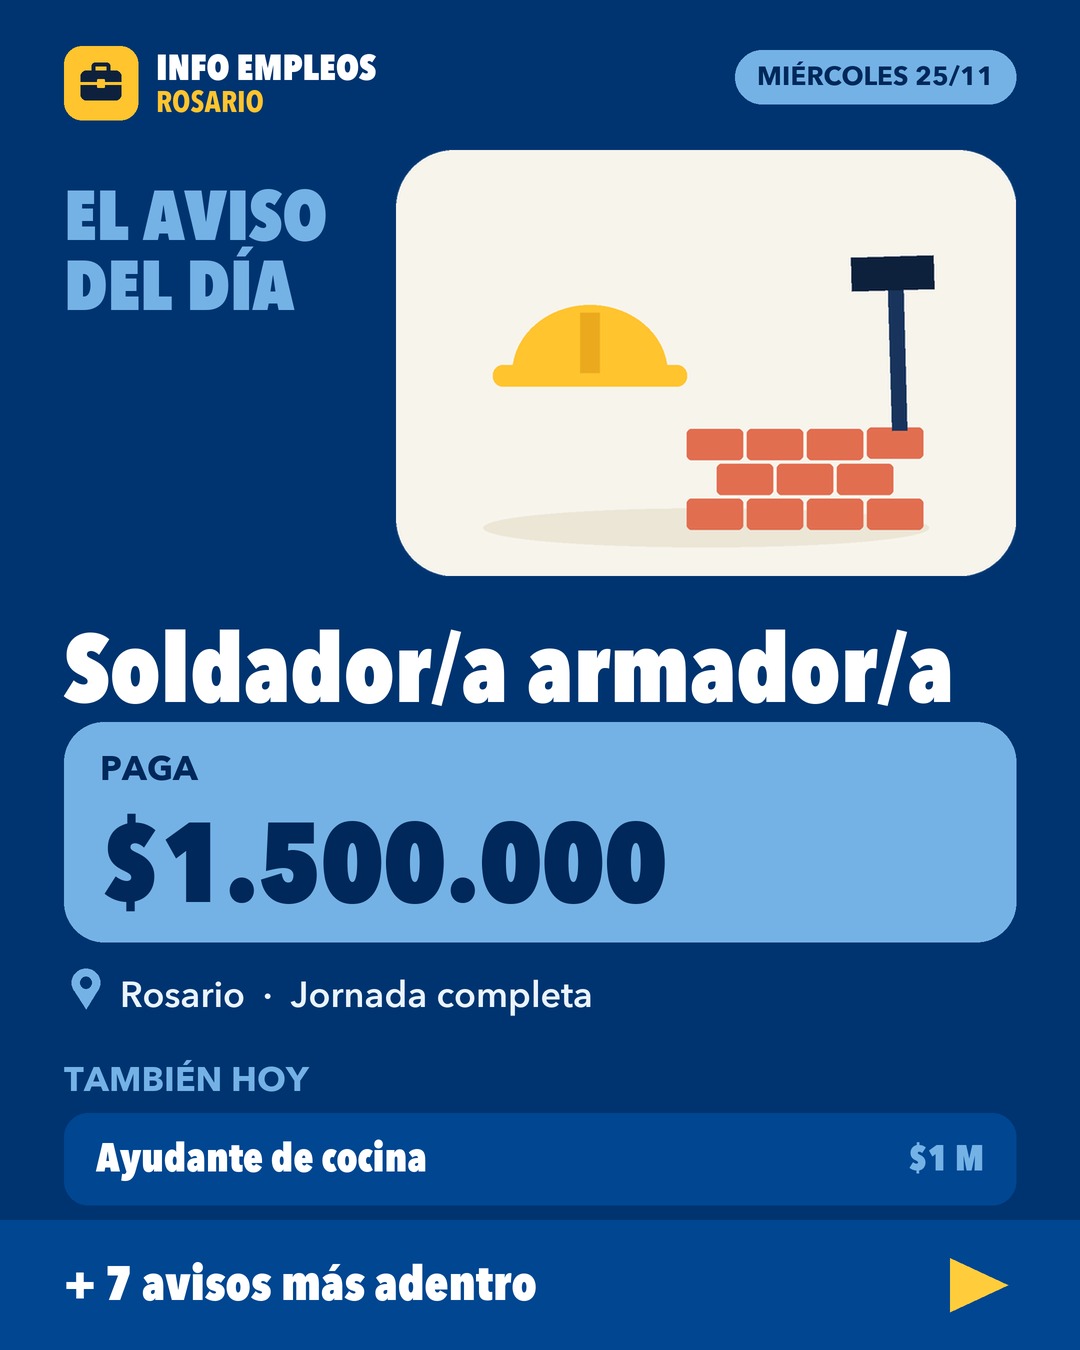 INFO EMPLEOS
ROSARIO
MIÉRCOLES 25/11
EL AVISO
DEL DÍA
Soldador/a armador/a
PAGA
$1.500.000
Rosario · Jornada completa
TAMBIÉN HOY
Ayudante de cocina
$1 M
+ 7 avisos más adentro